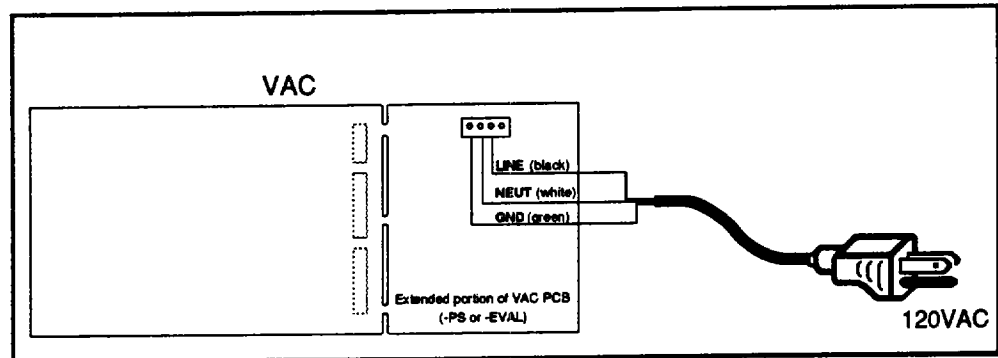 VAC
LINE (black)
NEUT (white)
GND (green)
Extended portion of VAC PCB
(-PS or -EVAL)
120VAC